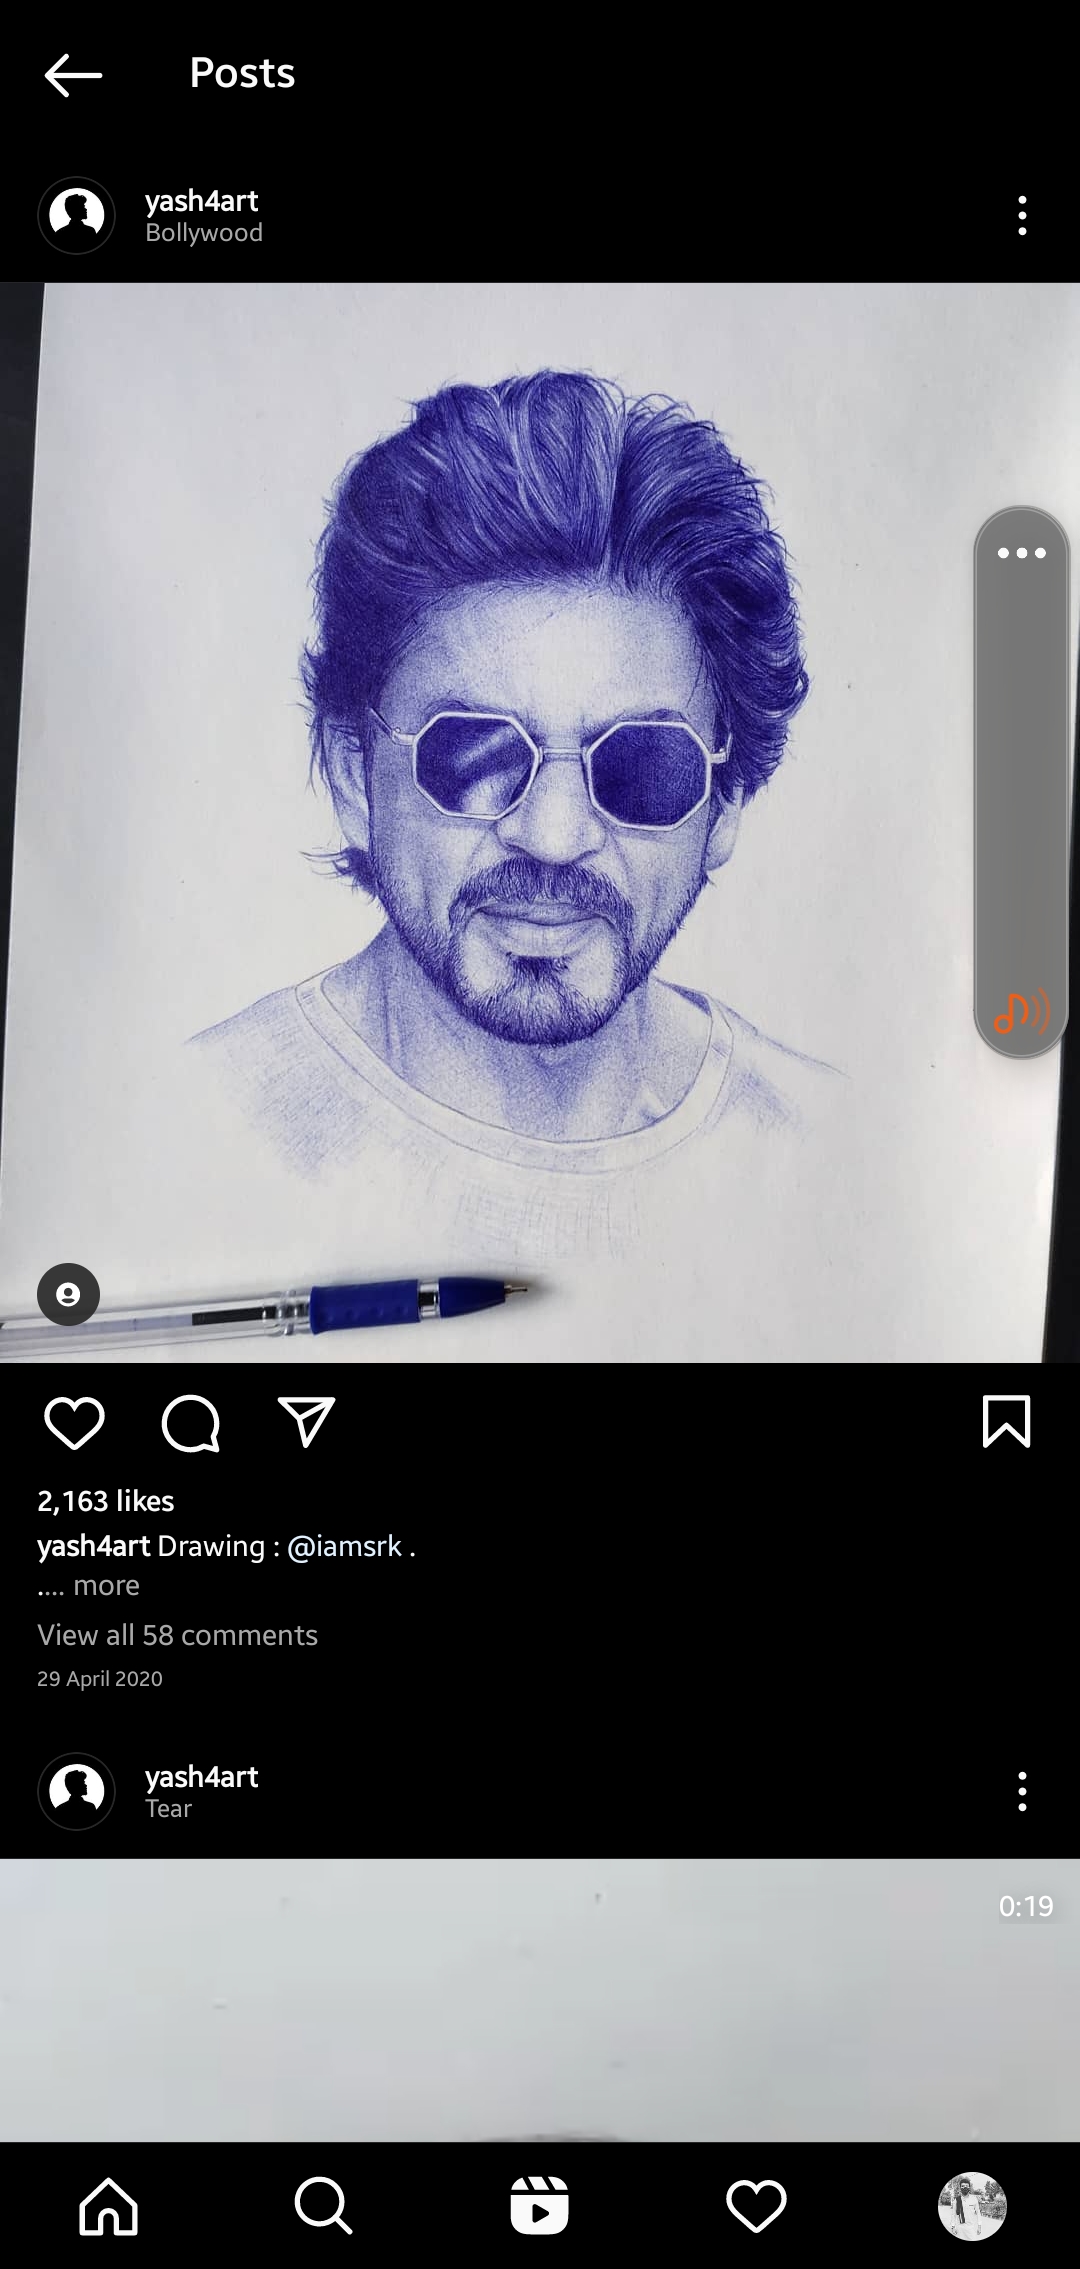 Posts
yash4art
Bollywood
2,163 likes
yash4art Drawing : @iamsrk .
.... more
View all 58 comments
29 April 2020
yash4art
Tear
0:19